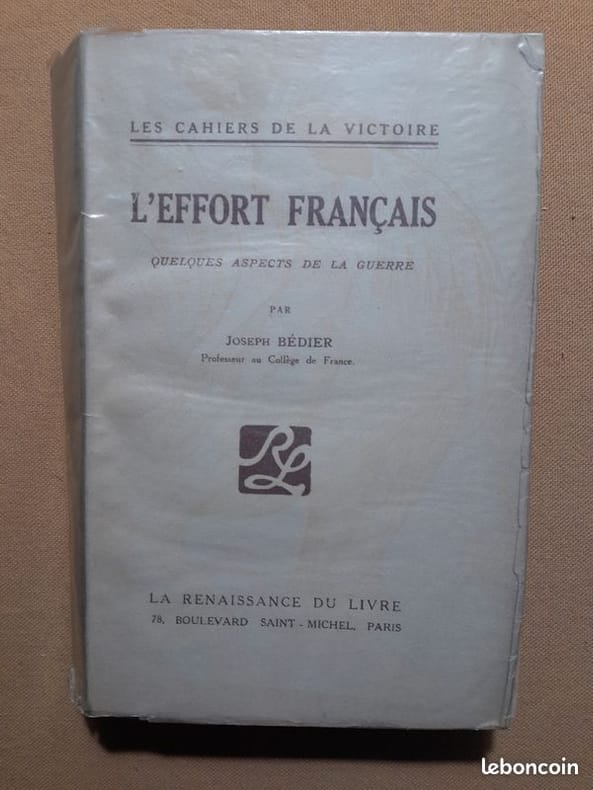 LES CAHIERS DE LA VICTOIRE
L'EFFORT FRANÇAIS
QUELQUES ASPECTS DE LA GUERRE
PAR
JOSEPH BÉDIER
Professeur au Collège de France.
RL
LA RENAISSANCE DU LIVRE
78, BOULEVARD SAINT-MICHEL, PARIS
leboncoin